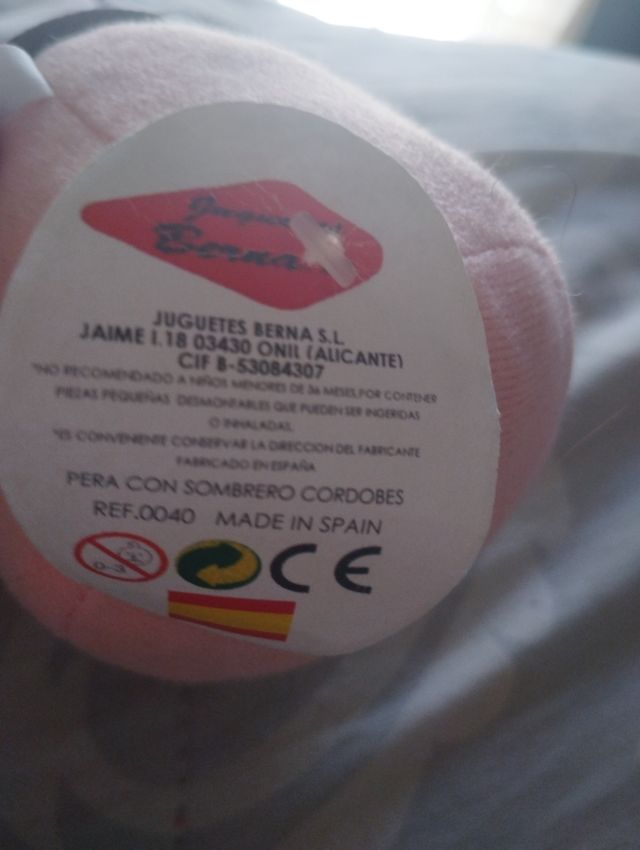 Juguetes
Berna S.L.
JUGUETES BERNA S.L.
JAIME I.18 03430 ONIL (ALICANTE)
CIF B-53084307
*NO RECOMENDADO A NIÑOS MENORES DE 36 MESES,POR CONTENER
PIEZAS PEQUEÑAS DESMONTABLES QUE PUEDEN SER INGERIDAS
O INHALADAS.
*ES CONVENIENTE CONSERVAR LA DIRECCION DEL FABRICANTE
FABRICADO EN ESPAÑA
PERA CON SOMBRERO CORDOBES
REF.0040 MADE IN SPAIN
0-3 CE